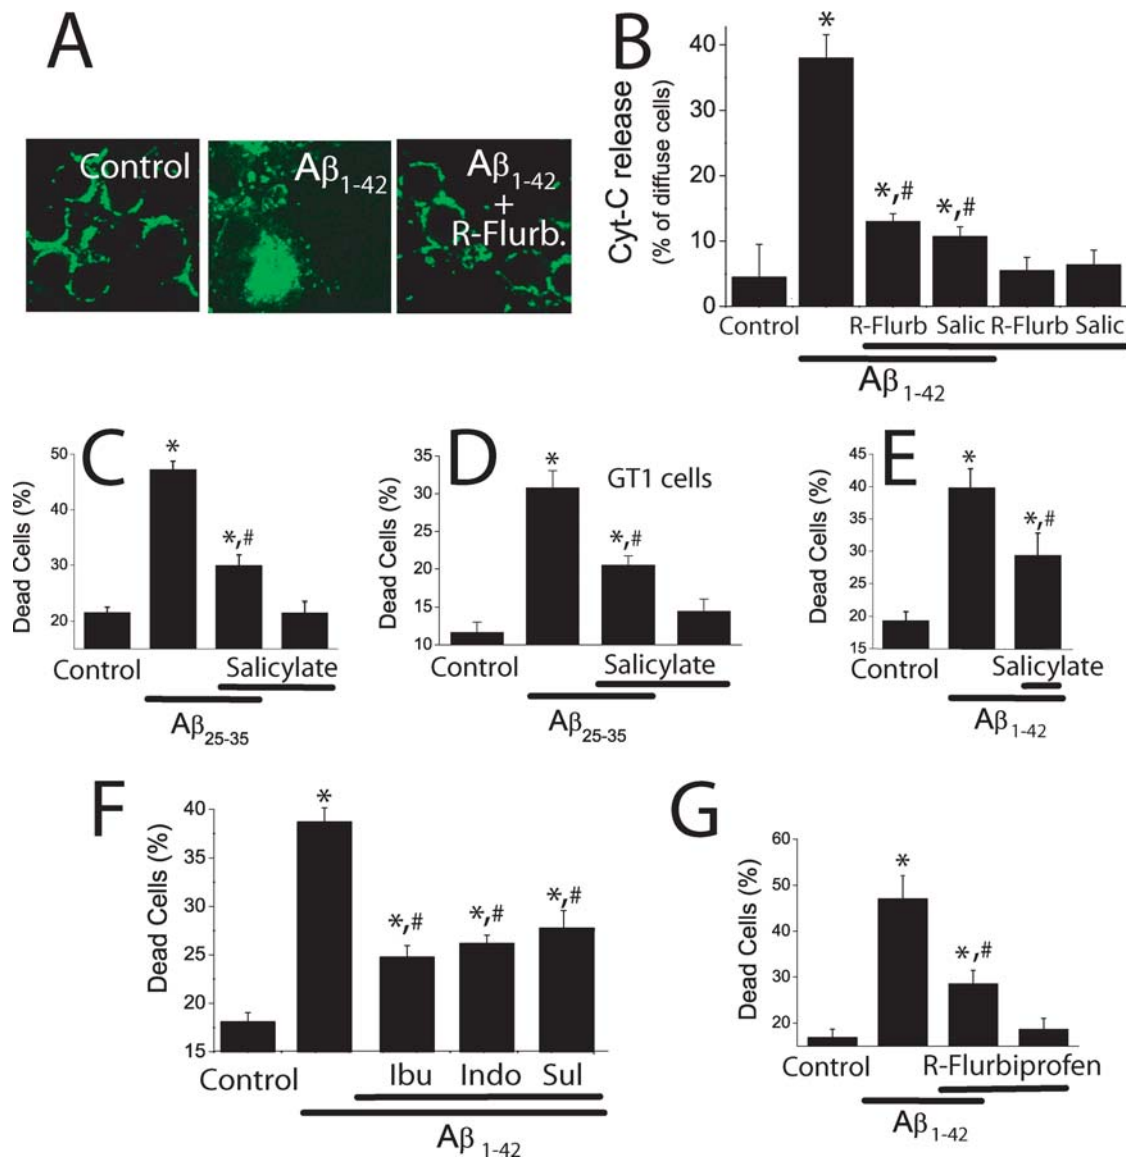 A
Control
Aβ1-42
Aβ1-42
+
R-Flurb.
B
Cyt-C release
(% of diffuse cells)
40
30
20
10
0
*
*,#
*,#
Control
R-Flurb Salic R-Flurb Salic
Aβ1-42
C
Dead Cells (%)
50
40
30
20
*
*,#
Control
Salicylate
Aβ25-35
D
GT1 cells
Dead Cells (%)
35
30
25
20
15
10
*
*,#
Control
Salicylate
Aβ25-35
E
Dead Cells (%)
45
40
35
30
25
20
15
*
*,#
Control
Salicylate
Aβ1-42
F
Dead Cells (%)
40
35
30
25
20
15
*
*,#
*,#
*,#
Control
Ibu Indo Sul
Aβ1-42
G
Dead Cells (%)
60
50
40
30
20
*
*,#
Control
R-Flurbiprofen
Aβ1-42